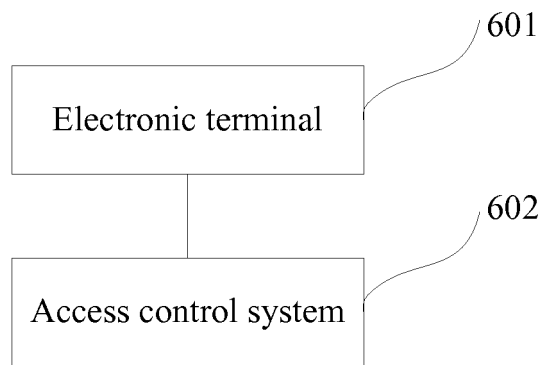 601
Electronic terminal
602
Access control system